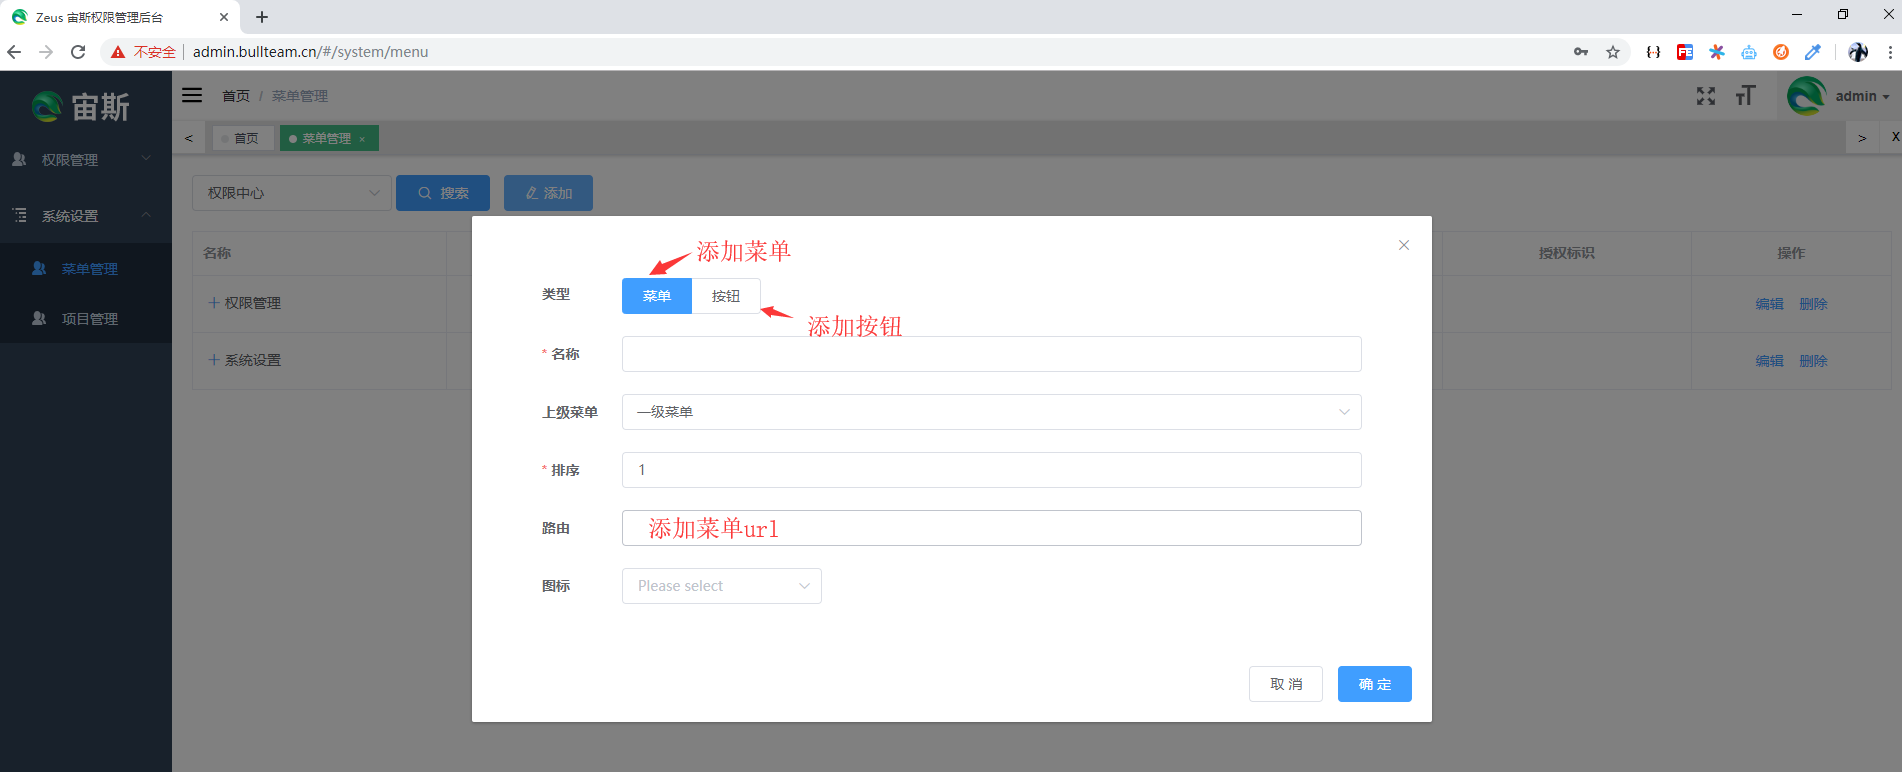 Zeus 宙斯权限管理后台
不安全 admin.bullteam.cn/#/system/menu
宙斯
首页 / 菜单管理
admin
< 首页 菜单管理 × > X
权限管理
系统设置
菜单管理
项目管理
权限中心 搜索 添加
名称 授权标识 操作
权限管理 编辑 删除
系统设置 编辑 删除
添加菜单
类型 菜单 按钮
添加按钮
* 名称
上级菜单 一级菜单
* 排序 1
路由 添加菜单url
图标 Please select
取消 确定